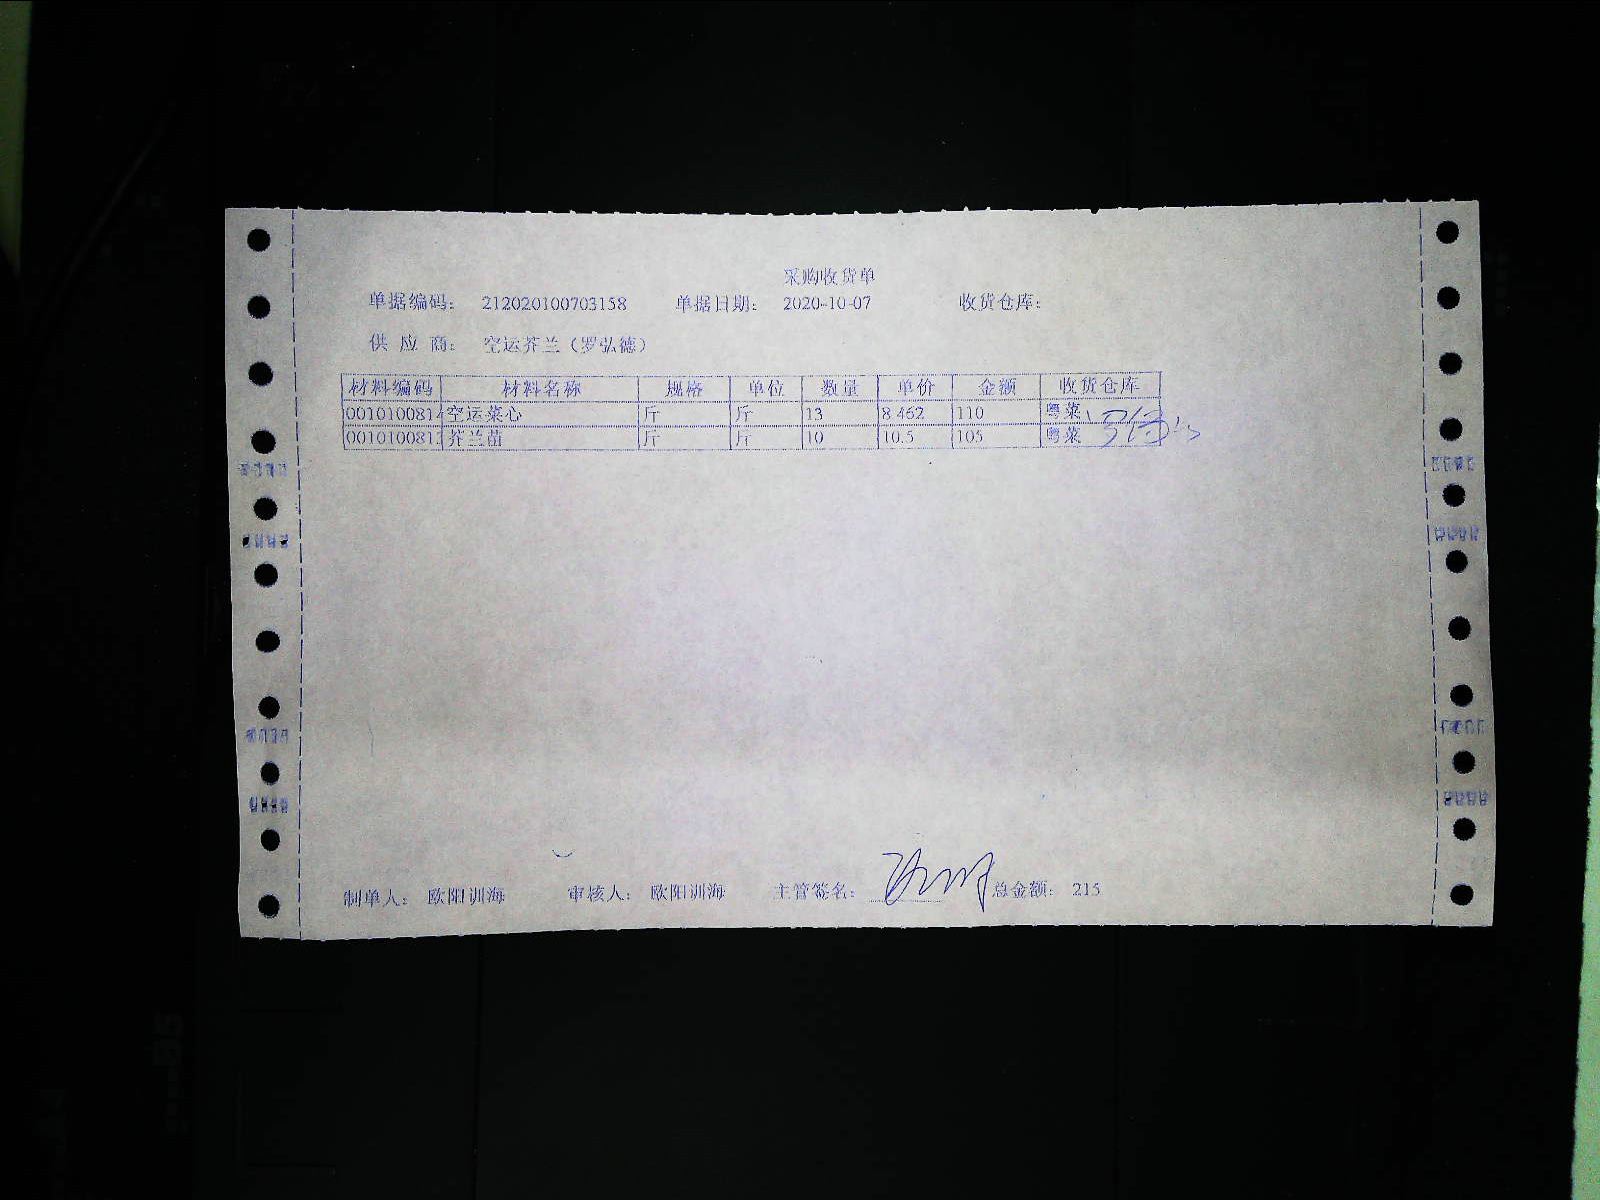 采购收货单
单据编码: 212020100703158 单据日期: 2020-10-07 收货仓库:
供 应 商: 空运芥兰（罗弘德）
材料编码 材料名称 规格 单位 数量 单价 金额 收货仓库
0010100814 空运菜心 斤 斤 13 8.462 110 粤菜
001010081 芥兰苗 斤 斤 10 10.5 105 粤菜
制单人: 欧阳训海 审核人: 欧阳训海 主管签名: 总金额: 215